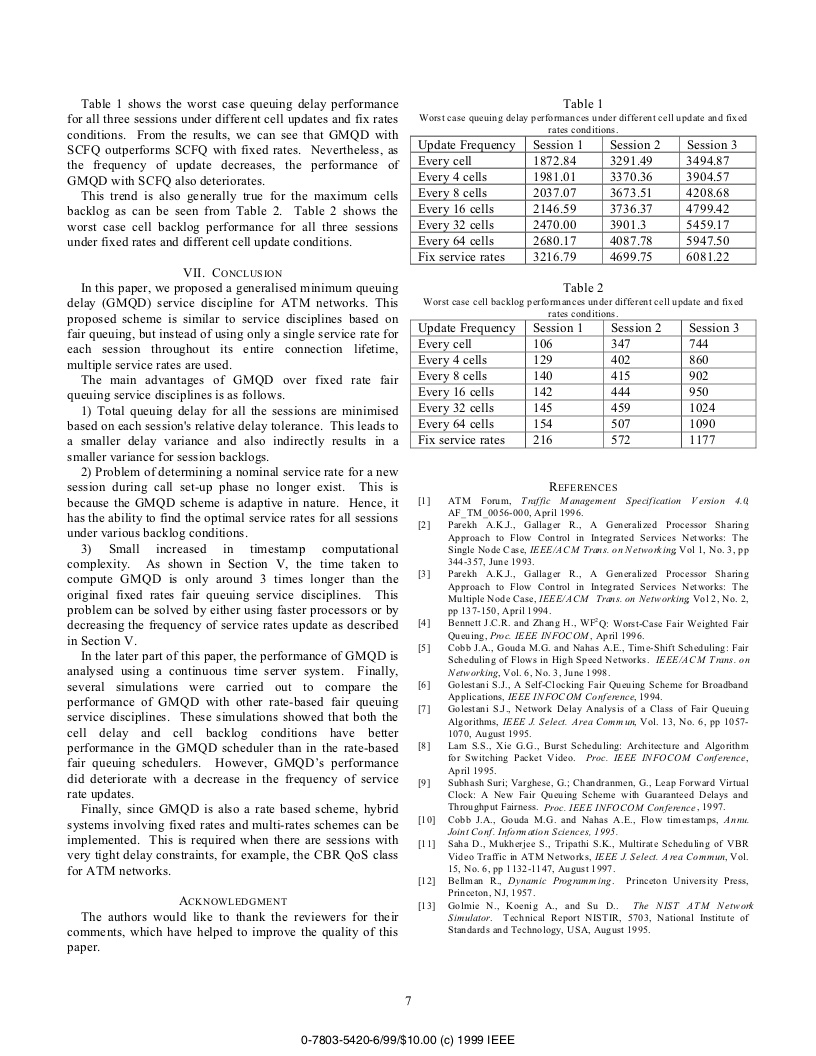 Table 1 shows the worst case queuing delay performance
for all three sessions under different cell updates and fix rates
conditions. From the results, we can see that GMQD with
SCFQ outperforms SCFQ with fixed rates. Nevertheless, as
the frequency of update decreases, the performance of
GMQD with SCFQ also deteriorates.
This trend is also generally true for the maximum cells
backlog as can be seen from Table 2. Table 2 shows the
worst case cell backlog performance for all three sessions
under fixed rates and different cell update conditions.
VII. CONCLUSION
In this paper, we proposed a generalised minimum queuing
delay (GMQD) service discipline for ATM networks. This
proposed scheme is similar to service disciplines based on
fair queuing, but instead of using only a single service rate for
each session throughout its entire connection lifetime,
multiple service rates are used.
The main advantages of GMQD over fixed rate fair
queuing service disciplines is as follows.
1) Total queuing delay for all the sessions are minimised
based on each session's relative delay tolerance. This leads to
a smaller delay variance and also indirectly results in a
smaller variance for session backlogs.
2) Problem of determining a nominal service rate for a new
session during call set-up phase no longer exist. This is
because the GMQD scheme is adaptive in nature. Hence, it
has the ability to find the optimal service rates for all sessions
under various backlog conditions.
3) Small increased in timestamp computational
complexity. As shown in Section V, the time taken to
compute GMQD is only around 3 times longer than the
original fixed rates fair queuing service disciplines. This
problem can be solved by either using faster processors or by
decreasing the frequency of service rates update as described
in Section V.
In the later part of this paper, the performance of GMQD is
analysed using a continuous time server system. Finally,
several simulations were carried out to compare the
performance of GMQD with other rate-based fair queuing
service disciplines. These simulations showed that both the
cell delay and cell backlog conditions have better
performance in the GMQD scheduler than in the rate-based
fair queuing schedulers. However, GMQD's performance
did deteriorate with a decrease in the frequency of service
rate updates.
Finally, since GMQD is also a rate based scheme, hybrid
systems involving fixed rates and multi-rates schemes can be
implemented. This is required when there are sessions with
very tight delay constraints, for example, the CBR QoS class
for ATM networks.
ACKNOWLEDGMENT
The authors would like to thank the reviewers for their
comments, which have helped to improve the quality of this
paper.
Table 1
Worst case queuing delay performances under different cell update and fixed
rates conditions.
Update Frequency Session 1 Session 2 Session 3
Every cell 1872.84 3291.49 3494.87
Every 4 cells 1981.01 3370.36 3904.57
Every 8 cells 2037.07 3673.51 4208.68
Every 16 cells 2146.59 3736.37 4799.42
Every 32 cells 2470.00 3901.3 5459.17
Every 64 cells 2680.17 4087.78 5947.50
Fix service rates 3216.79 4699.75 6081.22
Table 2
Worst case cell backlog performances under different cell update and fixed
rates conditions.
Update Frequency Session 1 Session 2 Session 3
Every cell 106 347 744
Every 4 cells 129 402 860
Every 8 cells 140 415 902
Every 16 cells 142 444 950
Every 32 cells 145 459 1024
Every 64 cells 154 507 1090
Fix service rates 216 572 1177
REFERENCES
[1] ATM Forum, Traffic Management Specification Version 4.0,
AF_TM_0056-000, April 1996.
[2] Parekh A.K.J., Gallager R., A Generalized Processor Sharing
Approach to Flow Control in Integrated Services Networks: The
Single Node Case, IEEE/ACM Trans. on Networking, Vol 1, No. 3, pp
344-357, June 1993.
[3] Parekh A.K.J., Gallager R., A Generalized Processor Sharing
Approach to Flow Control in Integrated Services Networks: The
Multiple Node Case, IEEE/ACM Trans. on Networking, Vol 2, No. 2,
pp 137-150, April 1994.
[4] Bennett J.C.R. and Zhang H., WF²Q: Worst-Case Fair Weighted Fair
Queuing, Proc. IEEE INFOCOM, April 1996.
[5] Cobb J.A., Gouda M.G. and Nahas A.E., Time-Shift Scheduling: Fair
Scheduling of Flows in High Speed Networks. IEEE/ACM Trans. on
Networking, Vol. 6, No. 3, June 1998.
[6] Golestani S.J., A Self-Clocking Fair Queuing Scheme for Broadband
Applications, IEEE INFOCOM Conference, 1994.
[7] Golestani S.J., Network Delay Analysis of a Class of Fair Queuing
Algorithms, IEEE J. Select. Area Commun, Vol. 13, No. 6, pp 1057-
1070, August 1995.
[8] Lam S.S., Xie G.G., Burst Scheduling: Architecture and Algorithm
for Switching Packet Video. Proc. IEEE INFOCOM Conference,
April 1995.
[9] Subhash Suri; Varghese, G.; Chandranmen, G., Leap Forward Virtual
Clock: A New Fair Queuing Scheme with Guaranteed Delays and
Throughput Fairness. Proc. IEEE INFOCOM Conference, 1997.
[10] Cobb J.A., Gouda M.G. and Nahas A.E., Flow timestamps, Annu.
Joint Conf. Information Sciences, 1995.
[11] Saha D., Mukherjee S., Tripathi S.K., Multirate Scheduling of VBR
Video Traffic in ATM Networks, IEEE J. Select. Area Commun, Vol.
15, No. 6, pp 1132-1147, August 1997.
[12] Bellman R., Dynamic Programming. Princeton University Press,
Princeton, NJ, 1957.
[13] Golmie N., Koenig A., and Su D.. The NIST ATM Network
Simulator. Technical Report NISTIR, 5703, National Institute of
Standards and Technology, USA, August 1995.
7
0-7803-5420-6/99/$10.00 (c) 1999 IEEE